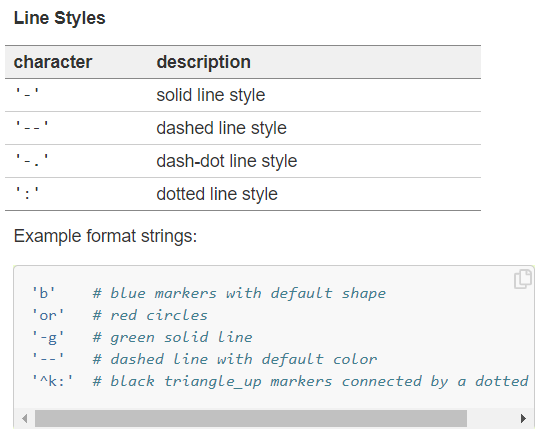 Line Styles
character description
'-' solid line style
'--' dashed line style
'-.' dash-dot line style
':' dotted line style
Example format strings:
'b' # blue markers with default shape
'or' # red circles
'-g' # green solid line
'--' # dashed line with default color
'^k:' # black triangle_up markers connected by a dotted